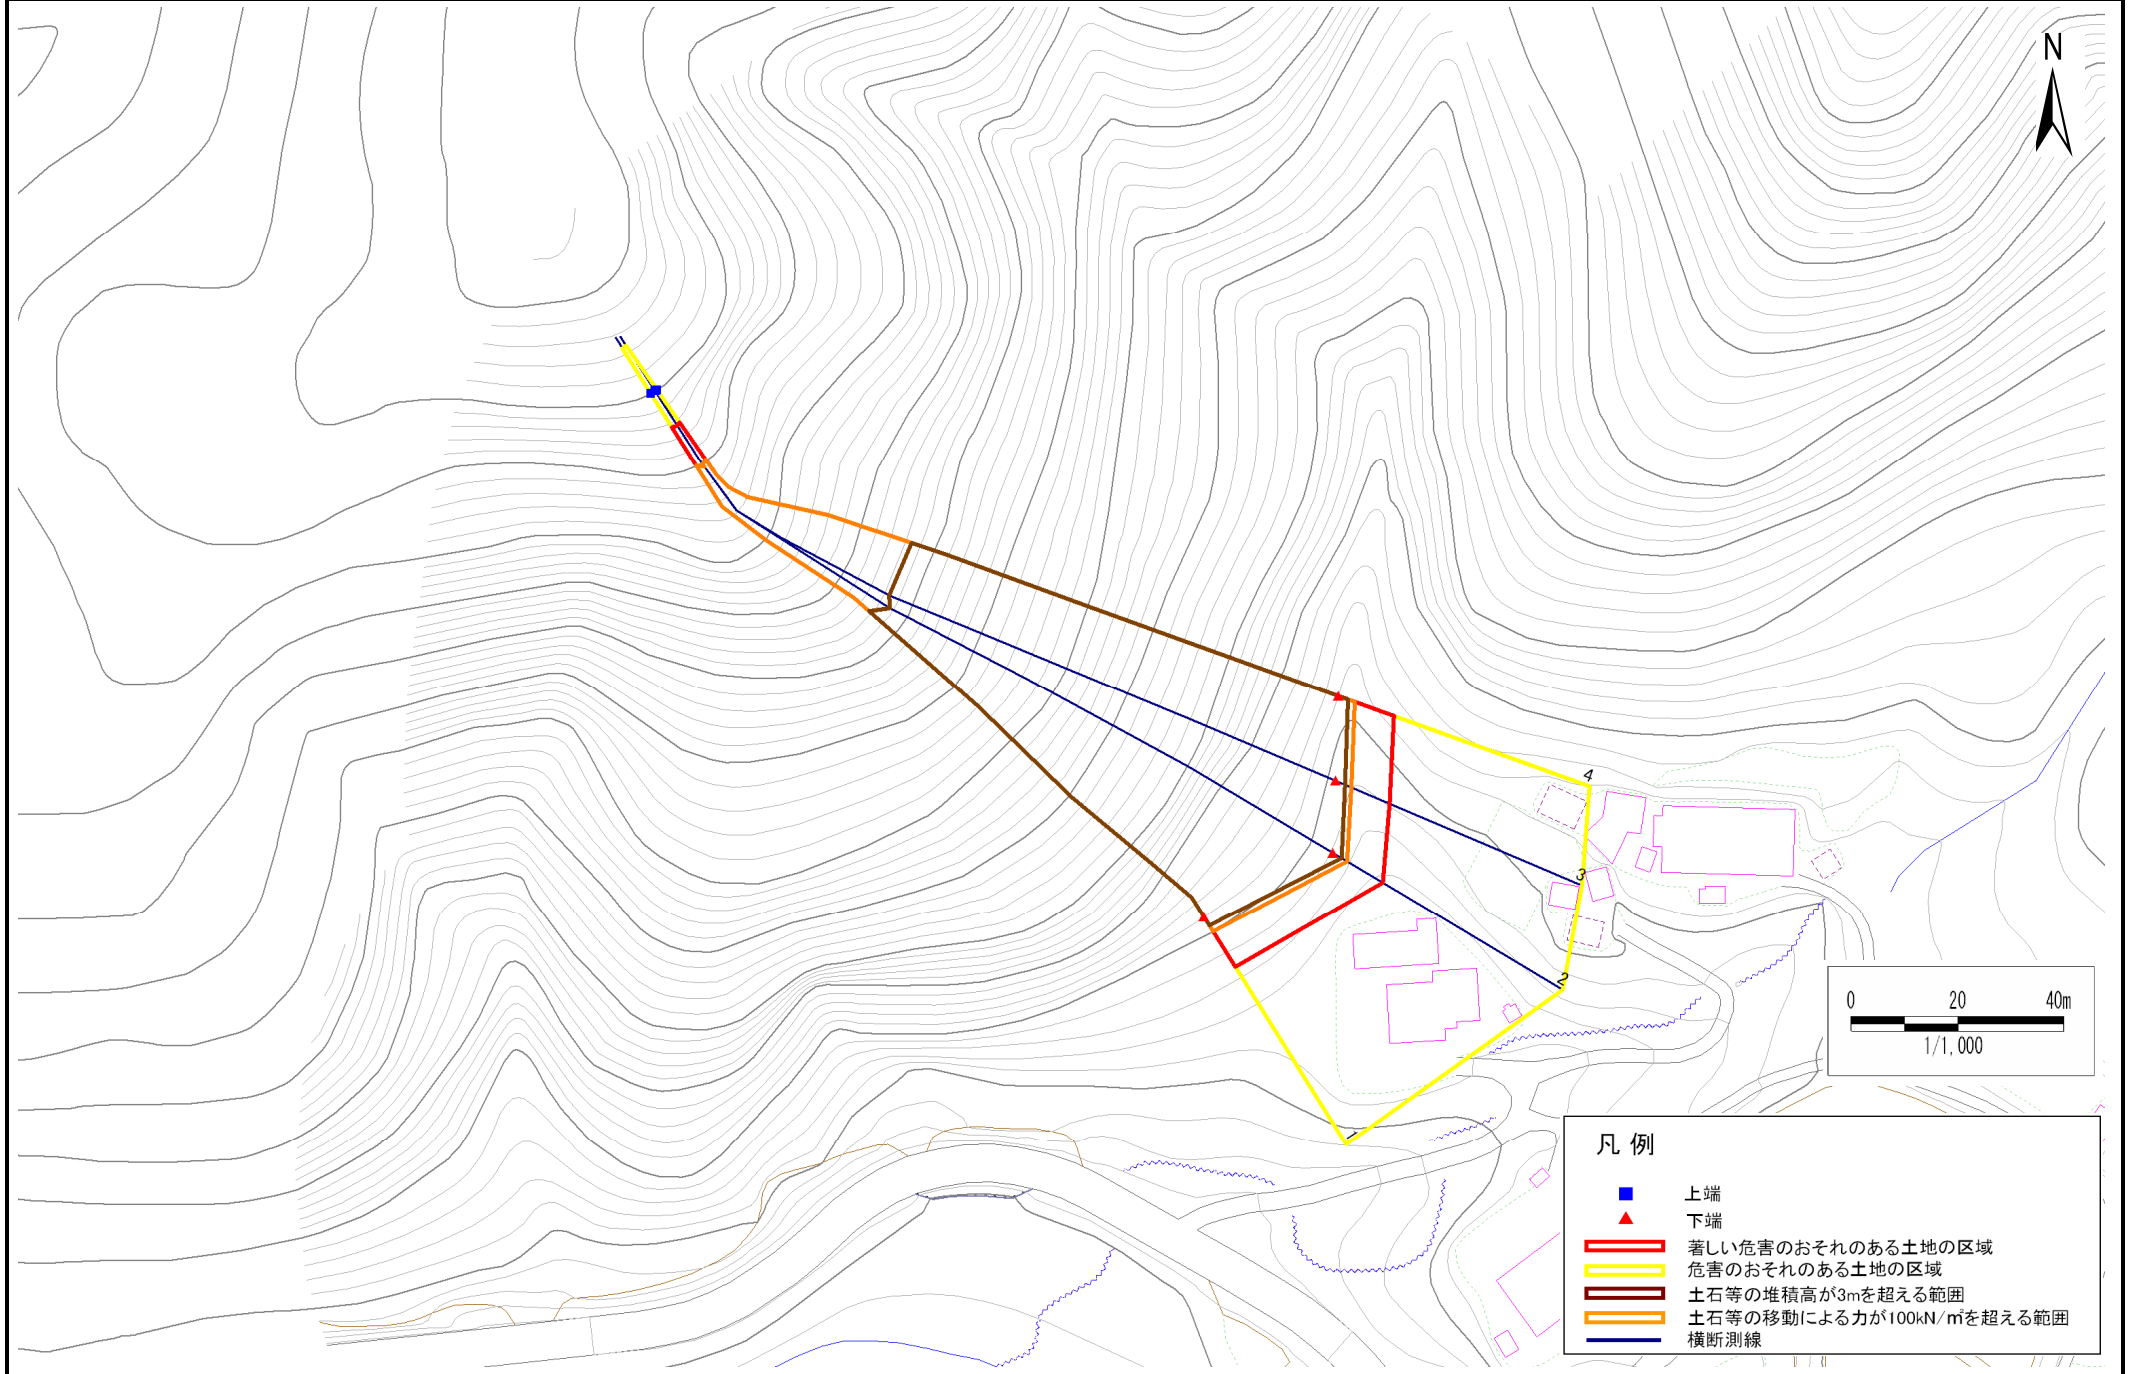 N
4
3
2
1
0 20 40m
1/1,000
凡 例
上端
下端
著しい危害のおそれのある土地の区域
危害のおそれのある土地の区域
土石等の堆積高が3mを超える範囲
土石等の移動による力が100kN/㎡を超える範囲
横断測線